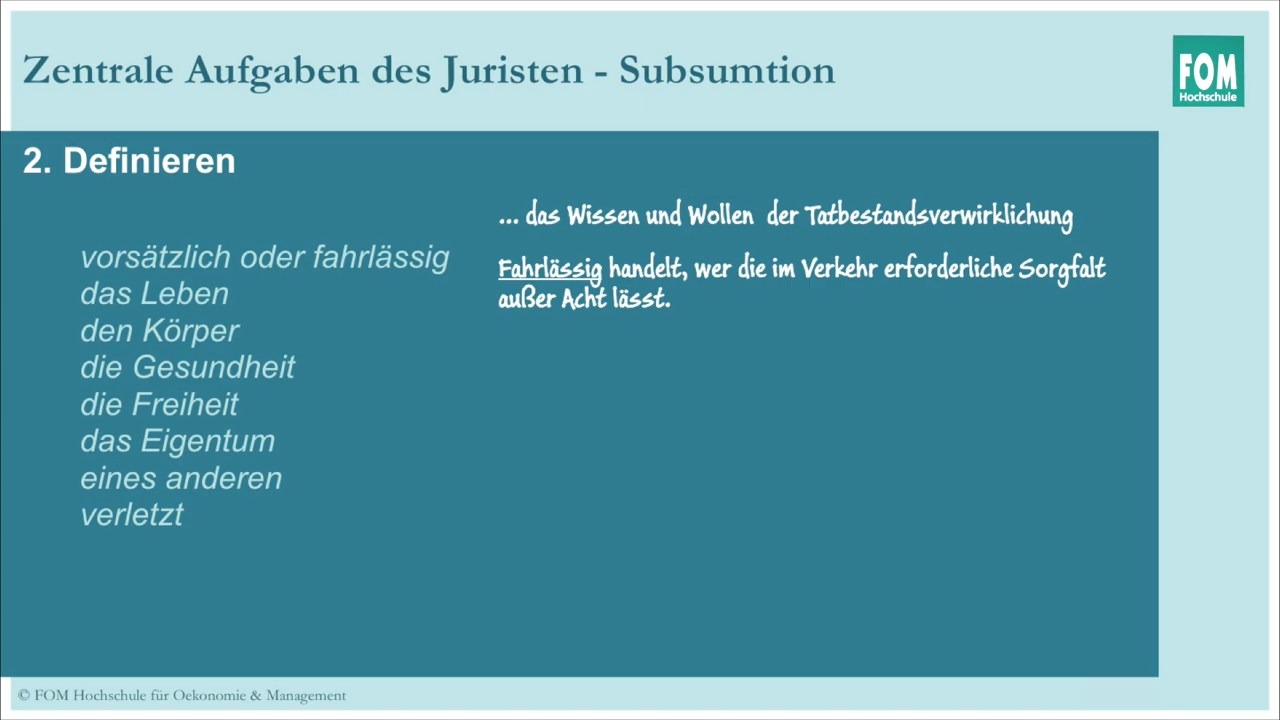 Zentrale Aufgaben des Juristen - Subsumtion
FOM
Hochschule
2. Definieren
... das Wissen und Wollen der Tatbestandsverwirklichung
vorsätzlich oder fahrlässig
Fahrlässig handelt, wer die im Verkehr erforderliche Sorgfalt
außer Acht lässt.
das Leben
den Körper
die Gesundheit
die Freiheit
das Eigentum
eines anderen
verletzt
© FOM Hochschule für Oekonomie & Management